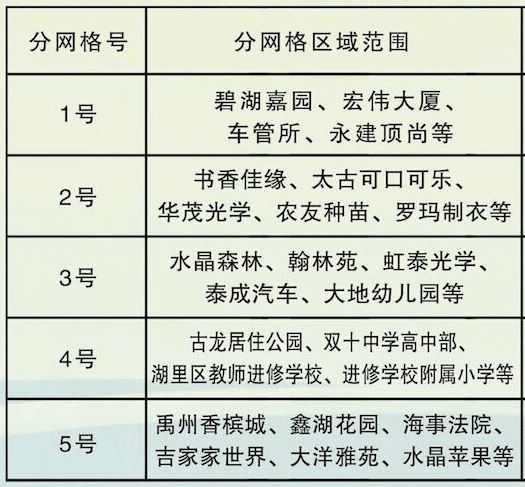 分网格号 分网格区域范围
1号 碧湖嘉园、宏伟大厦、
车管所、永建顶尚等
2号 书香佳缘、太古可口可乐、
华茂光学、农友种苗、罗玛制衣等
3号 水晶森林、翰林苑、虹泰光学、
泰成汽车、大地幼儿园等
4号 古龙居住公园、双十中学高中部、
湖里区教师进修学校、进修学校附属小学等
5号 禹州香槟城、鑫湖花园、海事法院、
吉家家世界、大洋雅苑、水晶苹果等